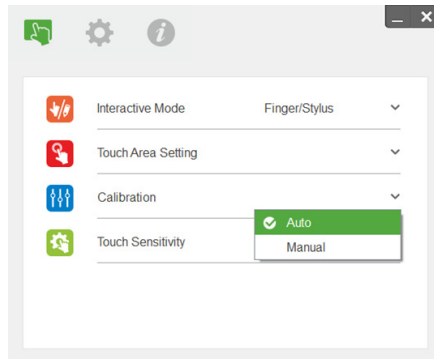 Interactive Mode Finger/Stylus
Touch Area Setting
Calibration
Auto
Touch Sensitivity
Manual